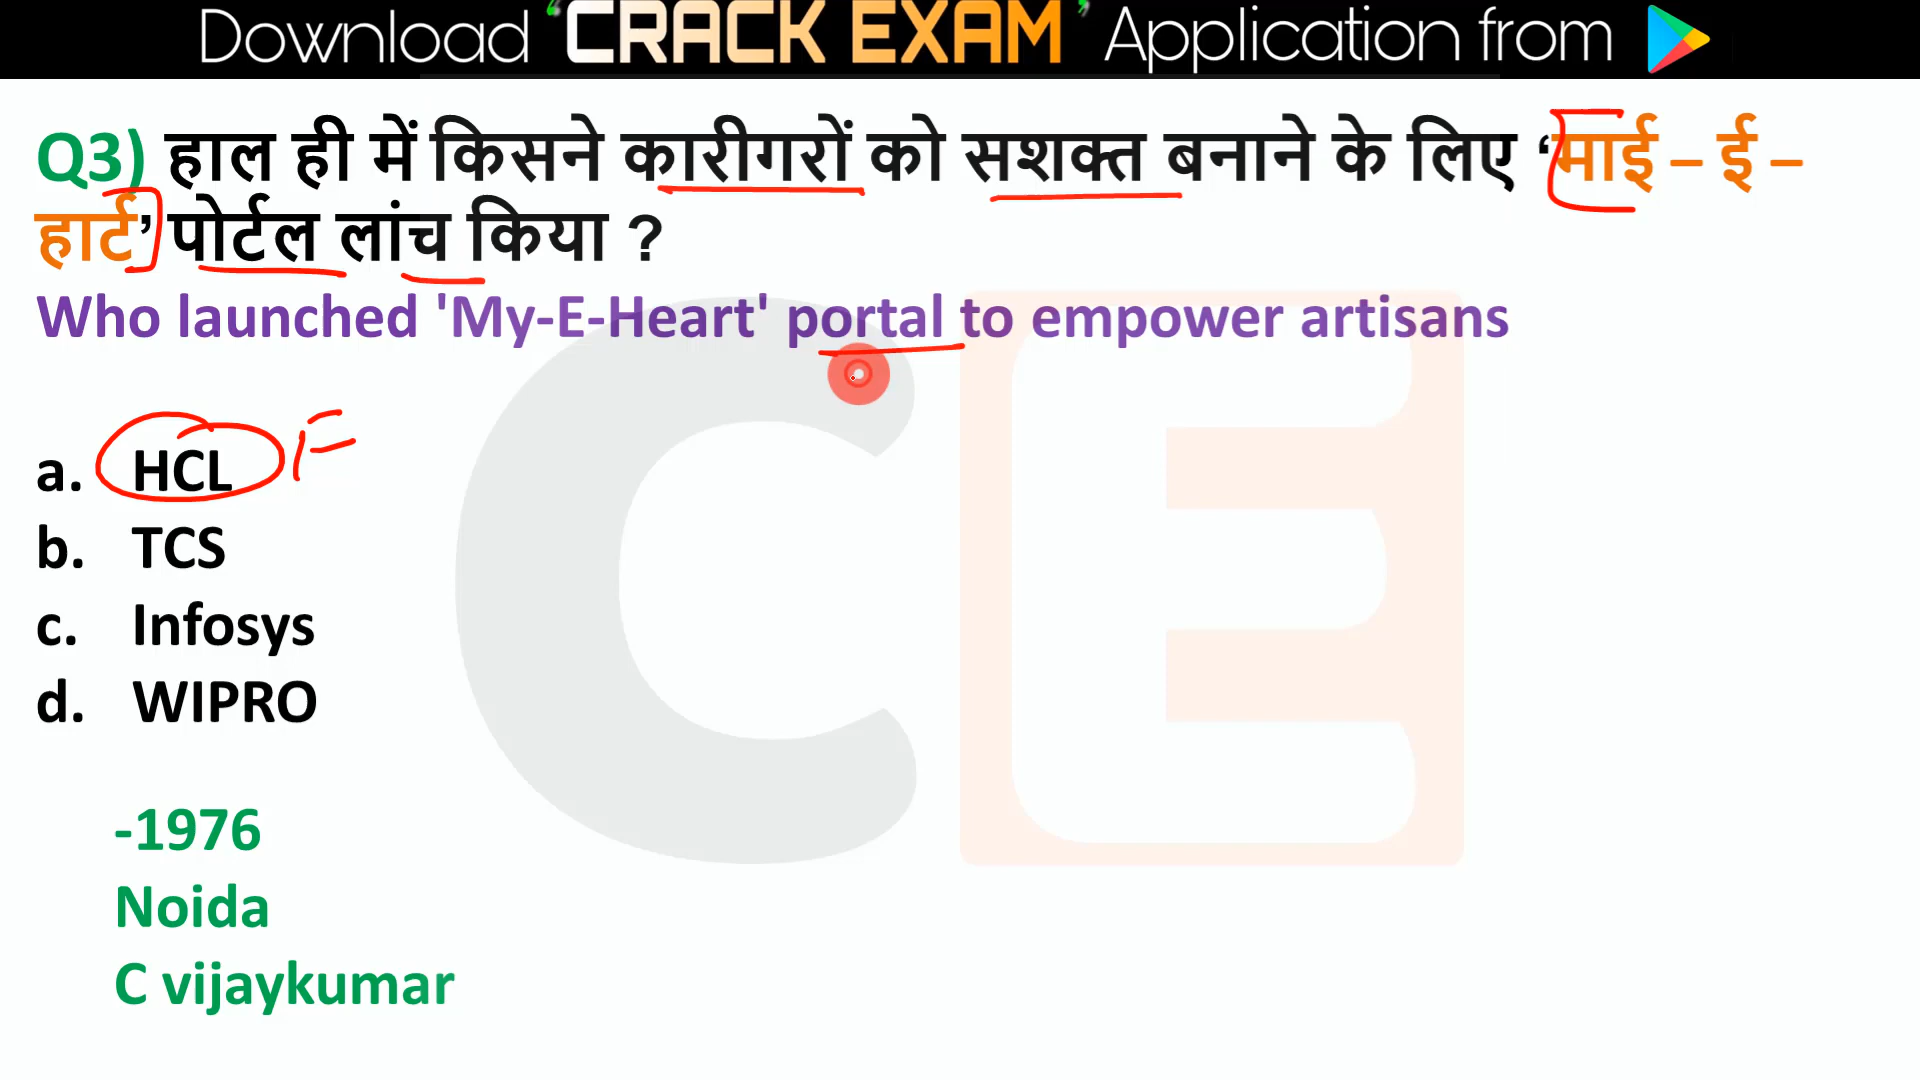 Download ‘CRACK EXAM’ Application from
Q3) हाल ही में किसने कारीगरों को सशक्त बनाने के लिए ‘माई – ई –
हार्ट’ पोर्टल लांच किया ?
Who launched 'My-E-Heart' portal to empower artisans
a. HCL
b. TCS
c. Infosys
d. WIPRO
-1976
Noida
C vijaykumar
CE